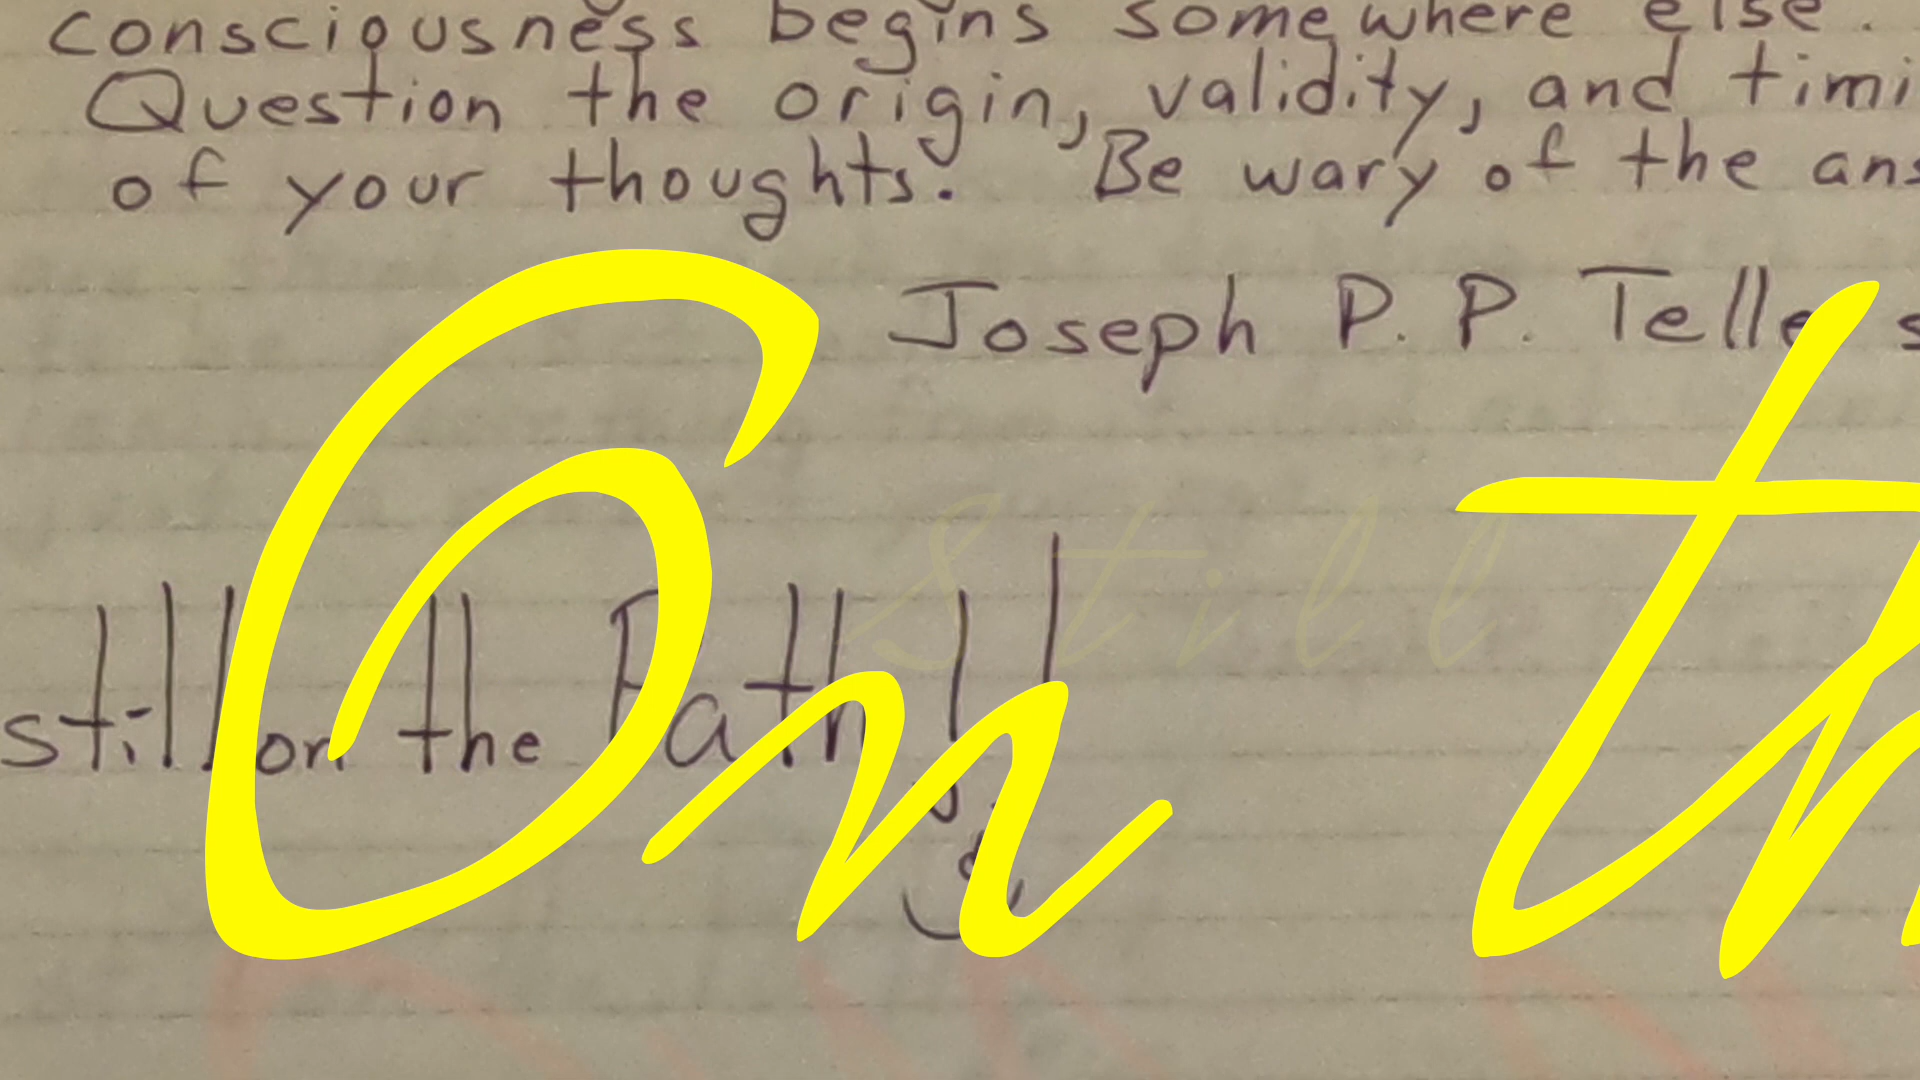 consciousness begins somewhere else.
Question the origin, validity, and timi
of your thoughts. Be wary of the ans
Joseph P. P. Telle s
Still
On th
still on the Path!